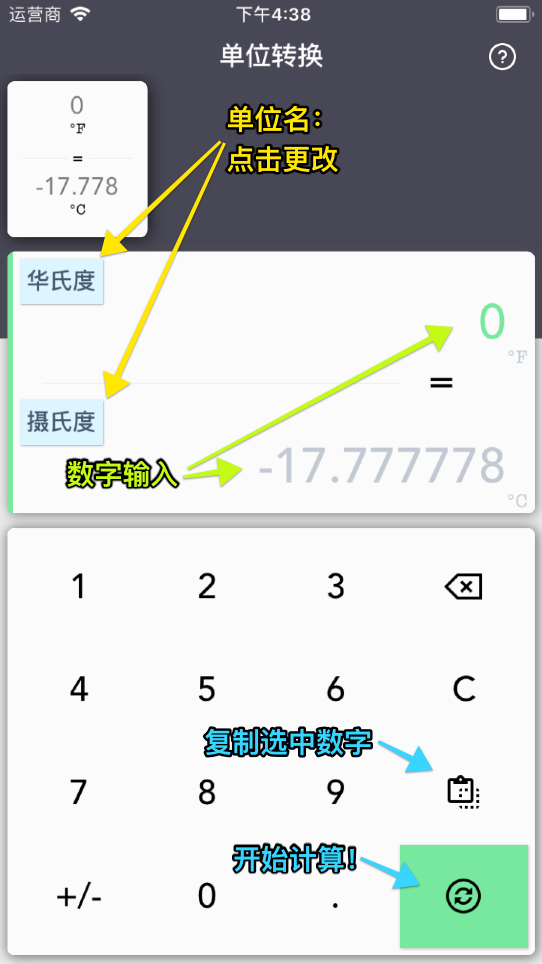 运营商 下午4:38
单位转换 ?
0
°F
=
-17.778
°C
单位名：
点击更改
华氏度
0
°F
=
摄氏度
-17.777778
°C
数字输入
1 2 3
4 5 6 C
复制选中数字
7 8 9
开始计算！
+/- 0 .